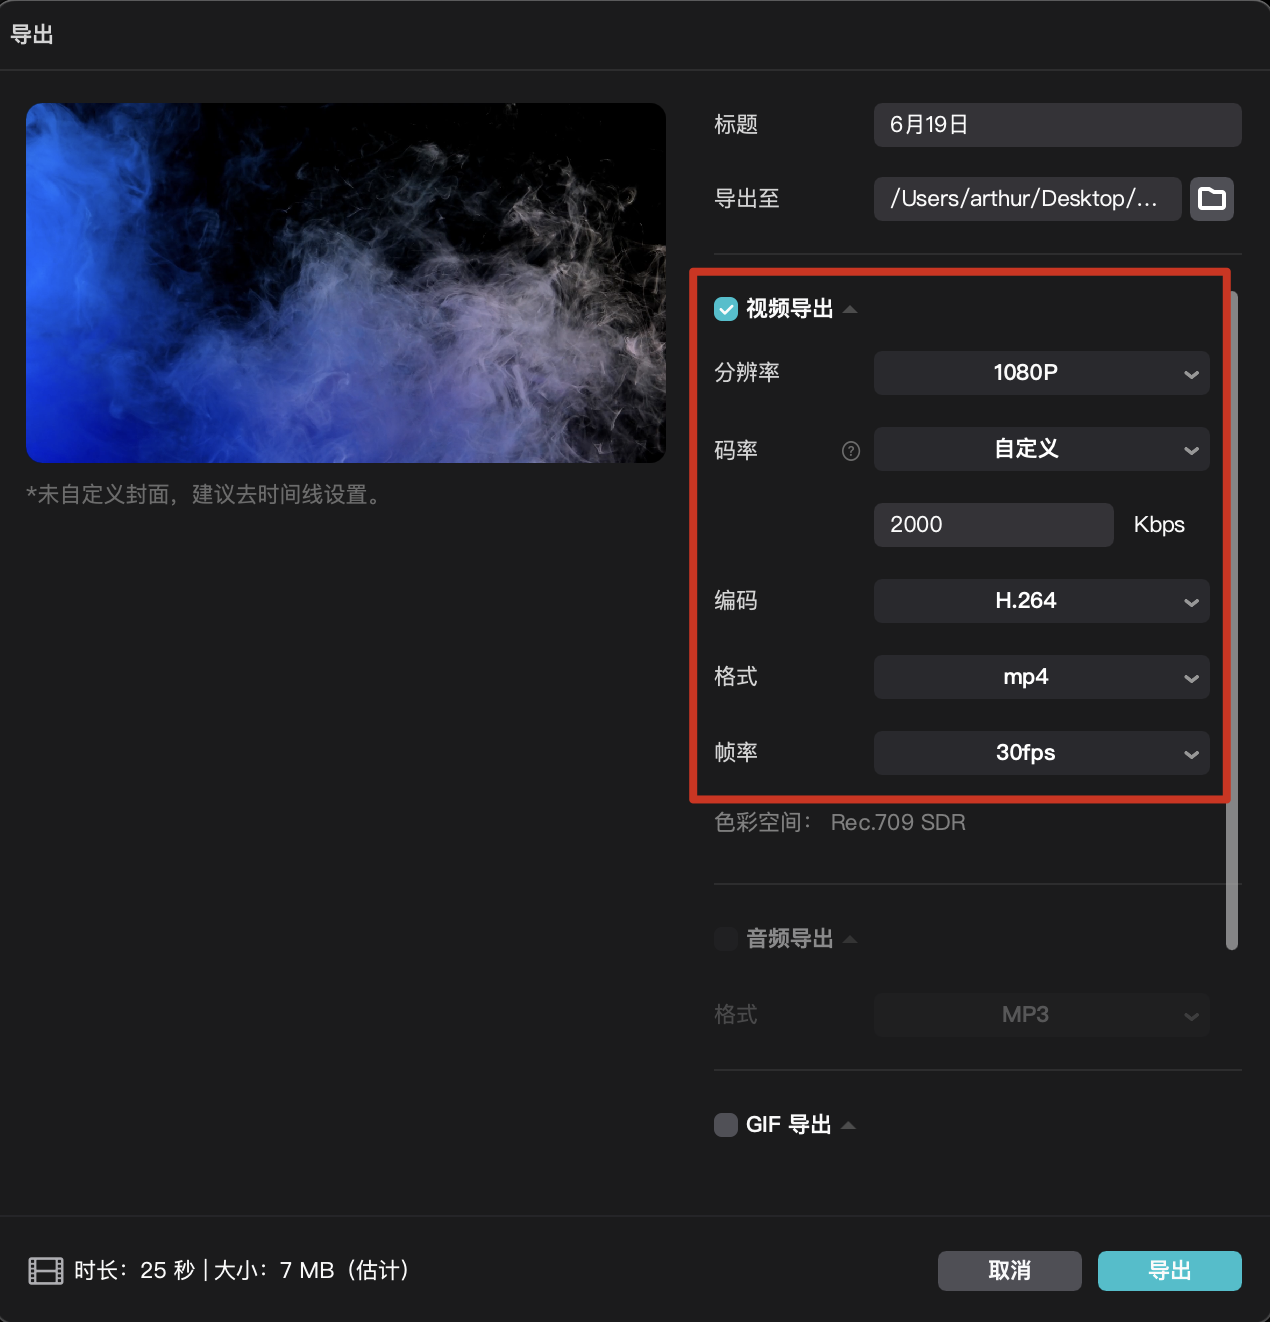 导出
标题 6月19日
导出至 /Users/arthur/Desktop/...
*未自定义封面，建议去时间线设置。
视频导出
分辨率 1080P
码率 ? 自定义
2000 Kbps
编码 H.264
格式 mp4
帧率 30fps
色彩空间： Rec.709 SDR
音频导出
格式 MP3
GIF 导出
时长：25 秒 | 大小：7 MB（估计）
取消 导出